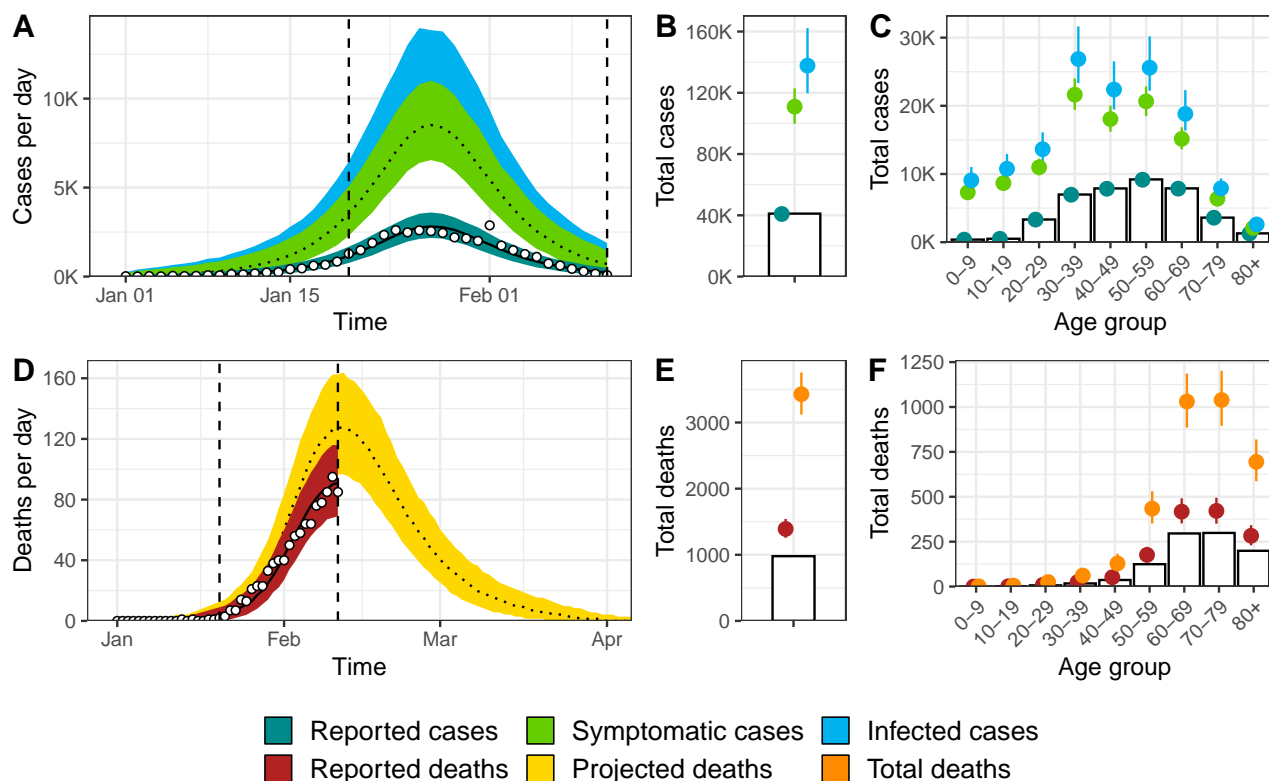 A
Cases per day
10K
5K
0K
Jan 01
Jan 15
Feb 01
Time
B
Total cases
160K
120K
80K
40K
0K
C
Total cases
30K
20K
10K
0K
0−9
10−19
20−29
30−39
40−49
50−59
60−69
70−79
80+
Age group
D
Deaths per day
160
120
80
40
0
Jan
Feb
Mar
Apr
Time
E
Total deaths
3000
2000
1000
0
F
Total deaths
1250
1000
750
500
250
0
0−9
10−19
20−29
30−39
40−49
50−59
60−69
70−79
80+
Age group
Reported cases
Symptomatic cases
Infected cases
Reported deaths
Projected deaths
Total deaths